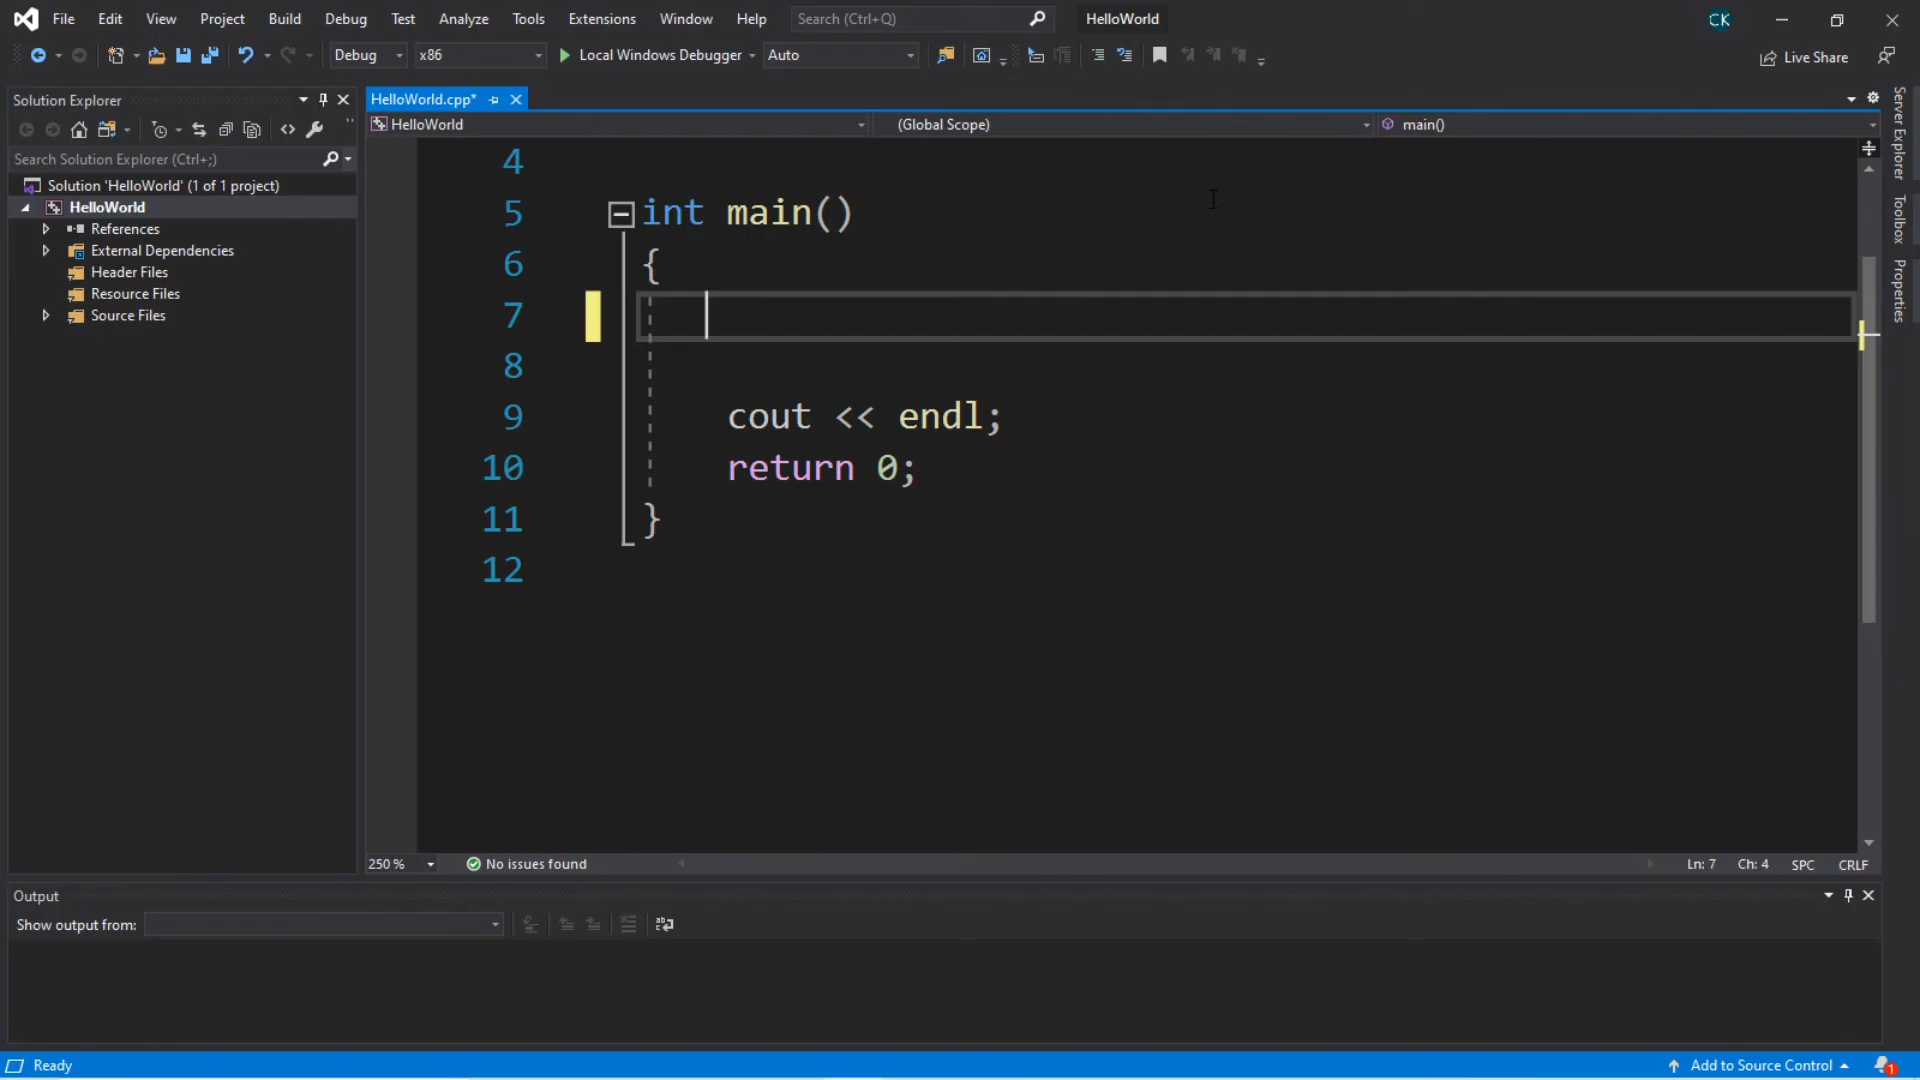 File Edit View Project Build Debug Test Analyze Tools Extensions Window Help Search (Ctrl+Q) HelloWorld CK
Debug x86 Local Windows Debugger Auto Live Share
Solution Explorer
Search Solution Explorer (Ctrl+;)
Solution 'HelloWorld' (1 of 1 project)
HelloWorld
References
External Dependencies
Header Files
Resource Files
Source Files
HelloWorld.cpp*
HelloWorld (Global Scope) main()
4
5 int main()
6 {
7
8
9 cout << endl;
10 return 0;
11 }
12
250 % No issues found Ln: 7 Ch: 4 SPC CRLF
Server Explorer
Toolbox
Properties
Output
Show output from:
Ready Add to Source Control 1